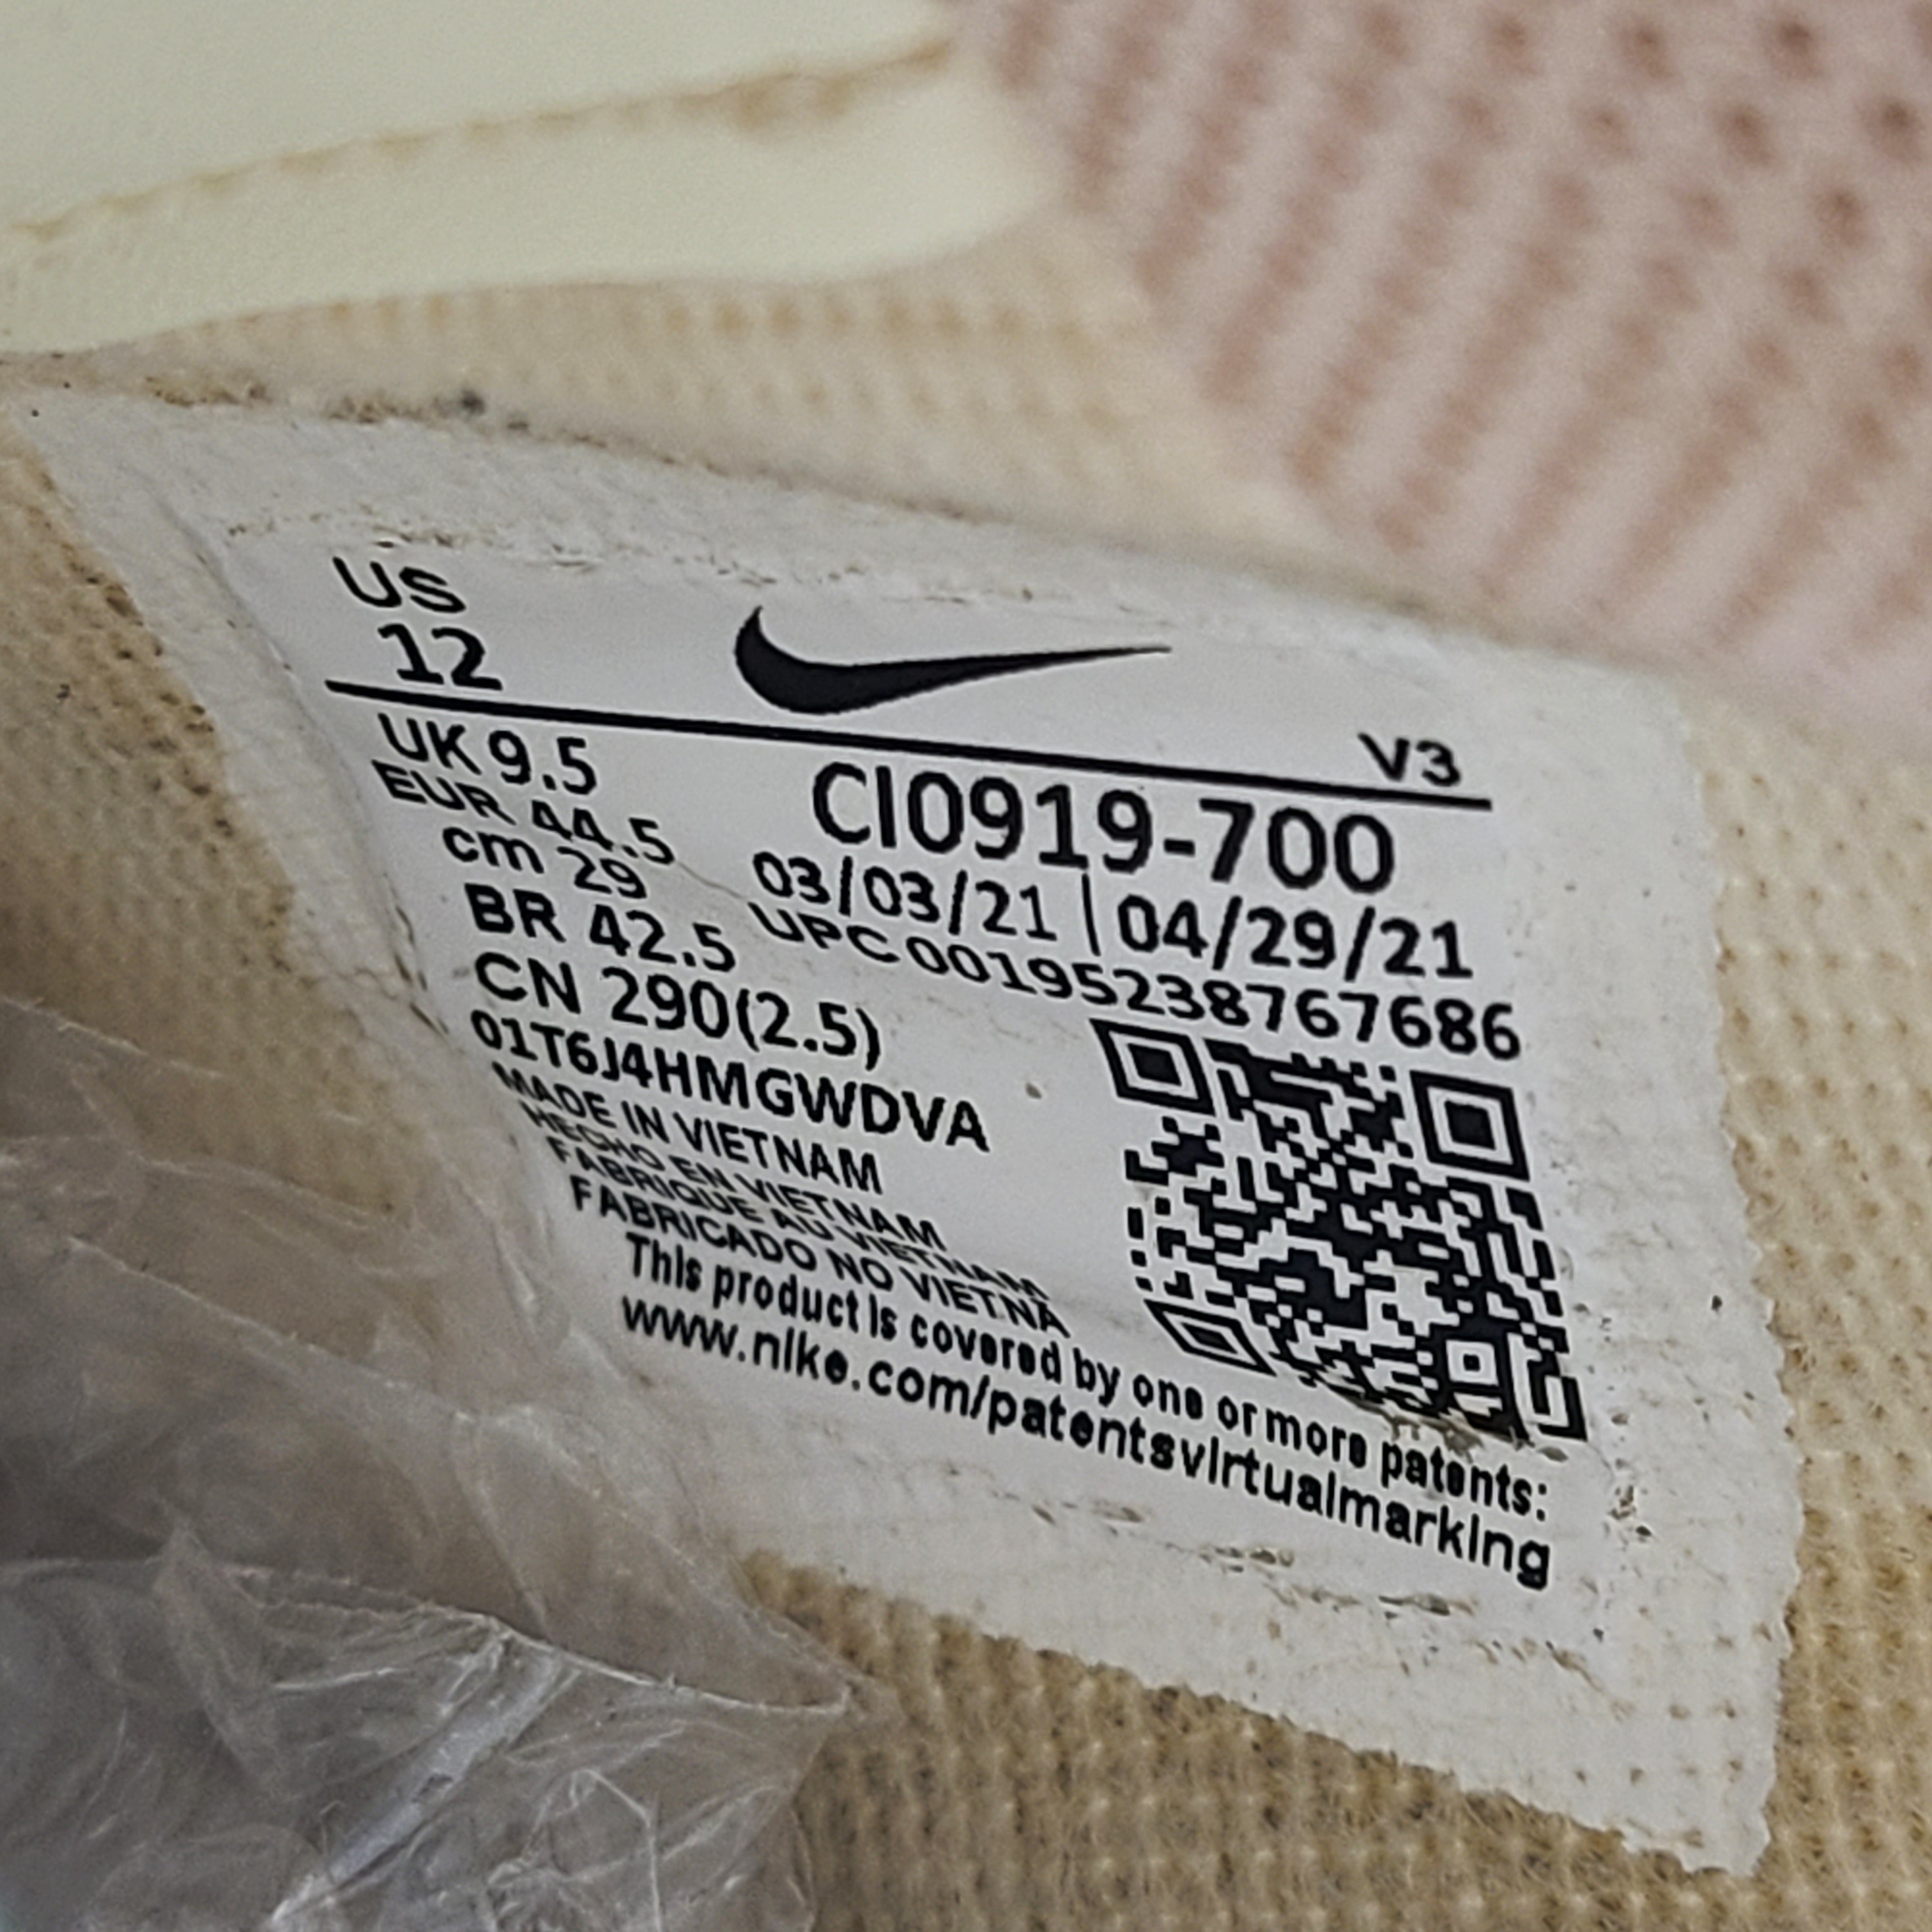 US
12
V3
UK 9.5
EUR 44.5
cm 29
BR 42.5
CN 290(2.5)
CI0919-700
03/03/21 | 04/29/21
UPC 00195238767686
01T6J4HMGWDVA
MADE IN VIETNAM
HECHO EN VIETNAM
FABRIQUE AU VIETNAM
FABRICADO NO VIETNA
This product is covered by one or more patents:
www.nike.com/patentsvirtualmarking